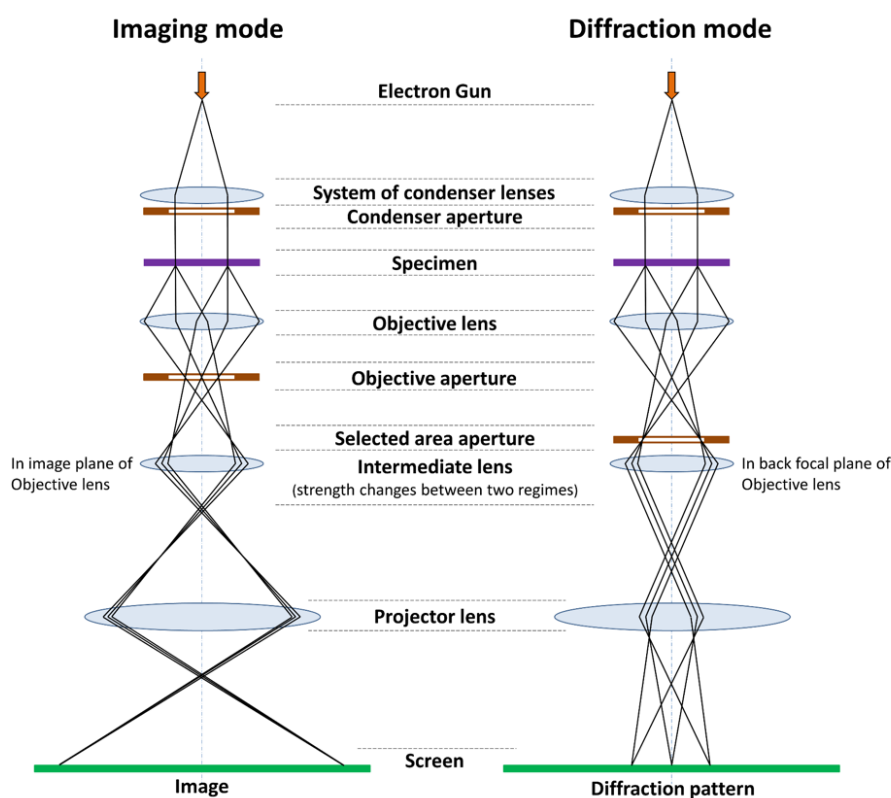 Imaging mode
Diffraction mode
Electron Gun
System of condenser lenses
Condenser aperture
Specimen
Objective lens
Objective aperture
Selected area aperture
In image plane of
Objective lens
Intermediate lens
(strength changes between two regimes)
In back focal plane of
Objective lens
Projector lens
Screen
Image
Diffraction pattern